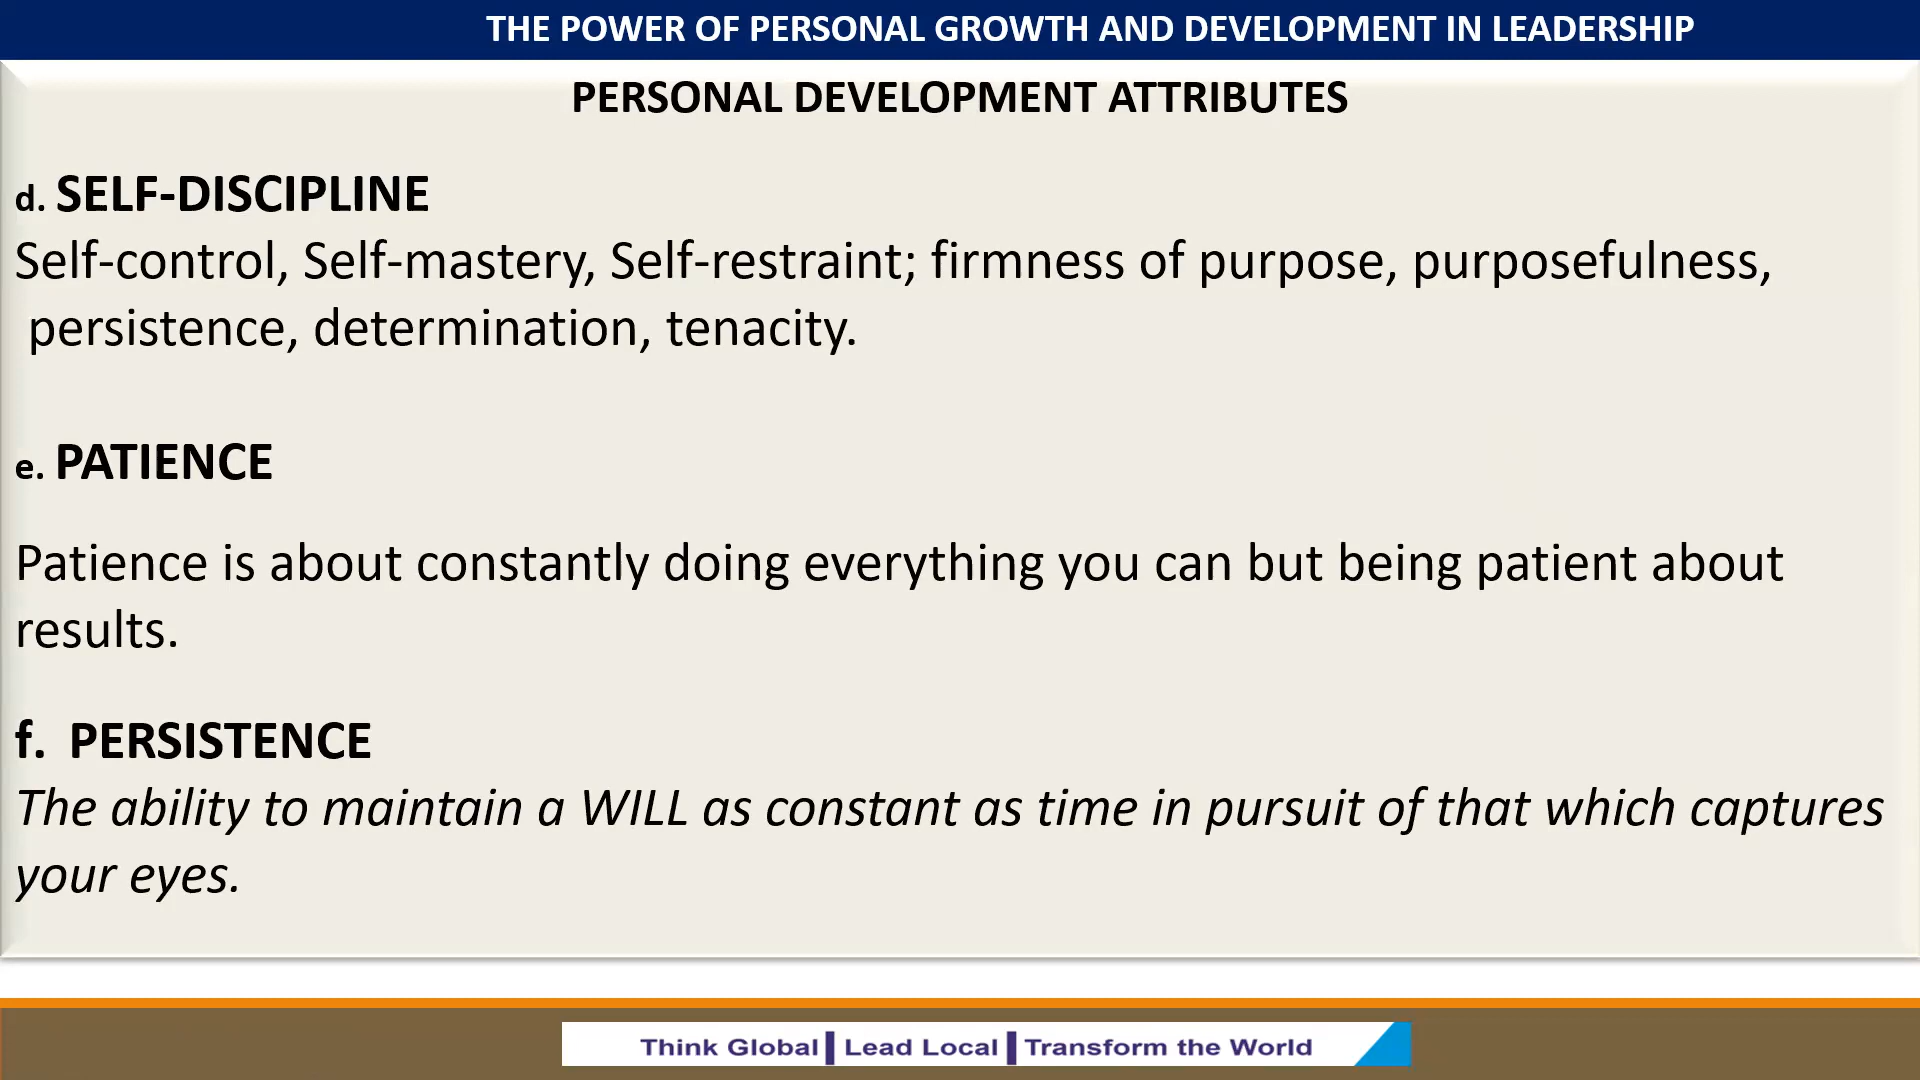 THE POWER OF PERSONAL GROWTH AND DEVELOPMENT IN LEADERSHIP
PERSONAL DEVELOPMENT ATTRIBUTES
d. SELF-DISCIPLINE
Self-control, Self-mastery, Self-restraint; firmness of purpose, purposefulness,
persistence, determination, tenacity.
e. PATIENCE
Patience is about constantly doing everything you can but being patient about
results.
f. PERSISTENCE
The ability to maintain a WILL as constant as time in pursuit of that which captures
your eyes.
Think Global Lead Local Transform the World